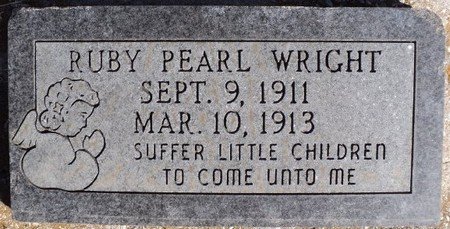 RUBY PEARL WRIGHT
SEPT. 9, 1911
MAR. 10, 1913
SUFFER LITTLE CHILDREN
TO COME UNTO ME